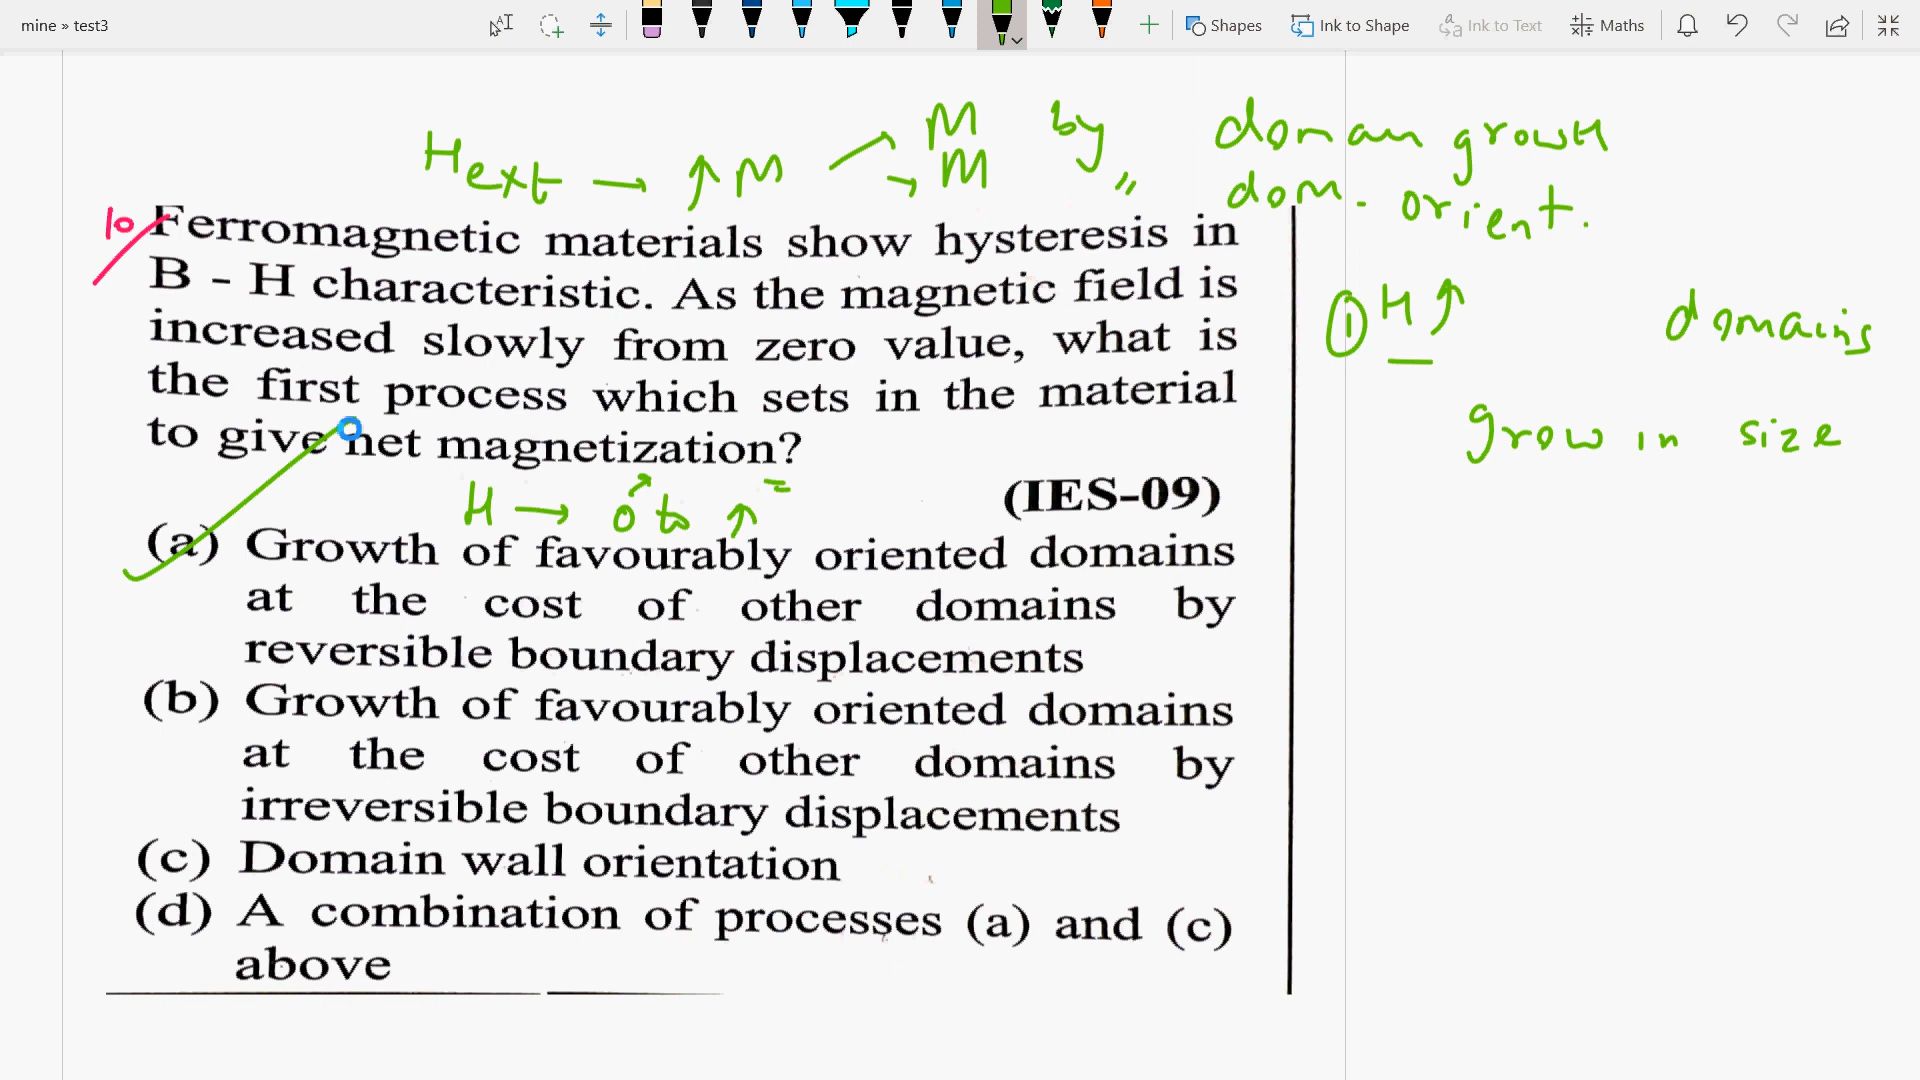 mine » test3
Shapes
Ink to Shape
Ink to Text
Maths
Hext → ↑ M → M by doman growth
→ M " dom. orient.
10
Ferromagnetic materials show hysteresis in
B - H characteristic. As the magnetic field is
increased slowly from zero value, what is
the first process which sets in the material
to give net magnetization?
(IES-09)
H → 0 to ↑
(a) Growth of favourably oriented domains
at the cost of other domains by
reversible boundary displacements
(b) Growth of favourably oriented domains
at the cost of other domains by
irreversible boundary displacements
(c) Domain wall orientation
(d) A combination of processes (a) and (c)
above
① H ↑ domains
grow in size